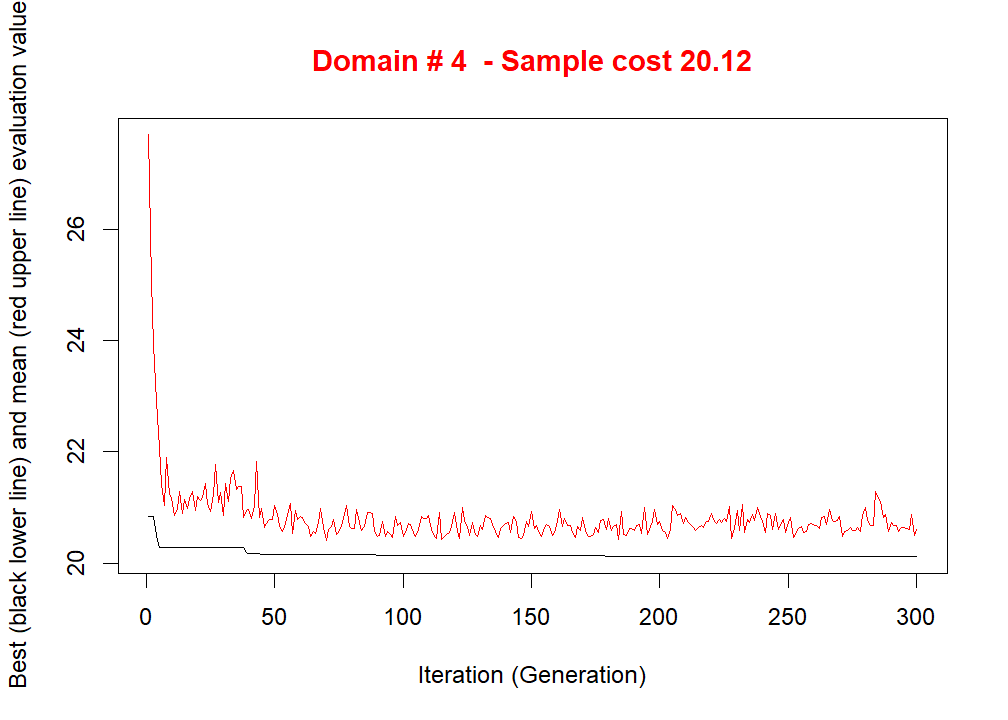 Domain # 4  - Sample cost 20.12
Best (black lower line) and mean (red upper line) evaluation value
26
24
22
20
0 50 100 150 200 250 300
Iteration (Generation)